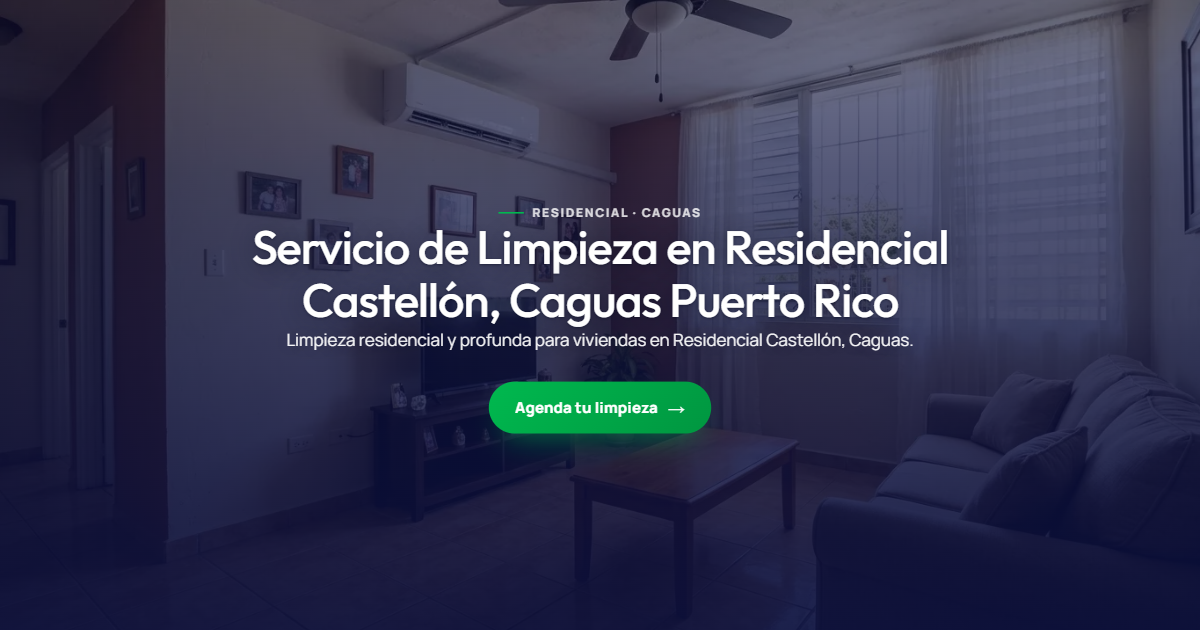 RESIDENCIAL · CAGUAS
Servicio de Limpieza en Residencial
Castellón, Caguas Puerto Rico
Limpieza residencial y profunda para viviendas en Residencial Castellón, Caguas.
Agenda tu limpieza →